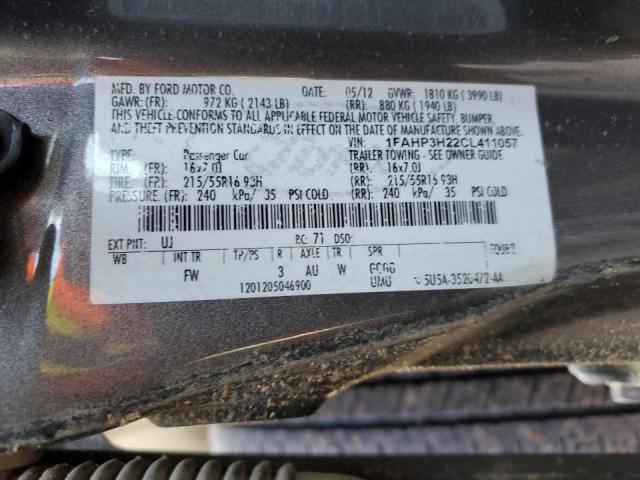 MFD. BY FORD MOTOR CO. DATE: 05/12 GVWR: 1810 KG (3990 LB)
GAWR: (FR): 972 KG (2143 LB) (RR): 880 KG (1940 LB)
THIS VEHICLE CONFORMS TO ALL APPLICABLE FEDERAL MOTOR VEHICLE SAFETY, BUMPER,
AND THEFT PREVENTION STANDARDS IN EFFECT ON THE DATE OF MANUFACTURE SHOWN ABOVE.
VIN: 1FAHP3H22CL411057
TYPE: Passenger Car TRAILER TOWING - SEE OWNER GUIDE
RIM: (FR): 16x7.0J (RR): 16x7.0J
TIRE: (FR): 215/55R16 93H (RR): 215/55R16 93H
PRESSURE: (FR): 240 kPa/ 35 PSI COLD (RR): 240 kPa/ 35 PSI COLD
EXT PNT: UJ RC: 71 DSO:
WB INT TR TP/PS R AXLE TR SPR
FW 3 AU W GCGG
1201205046900 UMU 5U5A-3520472-AA